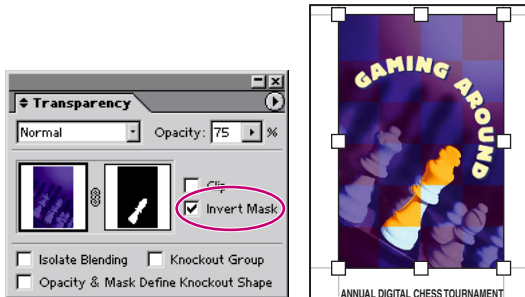 Transparency
Normal Opacity: 75 %
Clip
Invert Mask
Isolate Blending Knockout Group
Opacity & Mask Define Knockout Shape
GAMING AROUND
ANNUAL DIGITAL CHESS TOURNAMENT